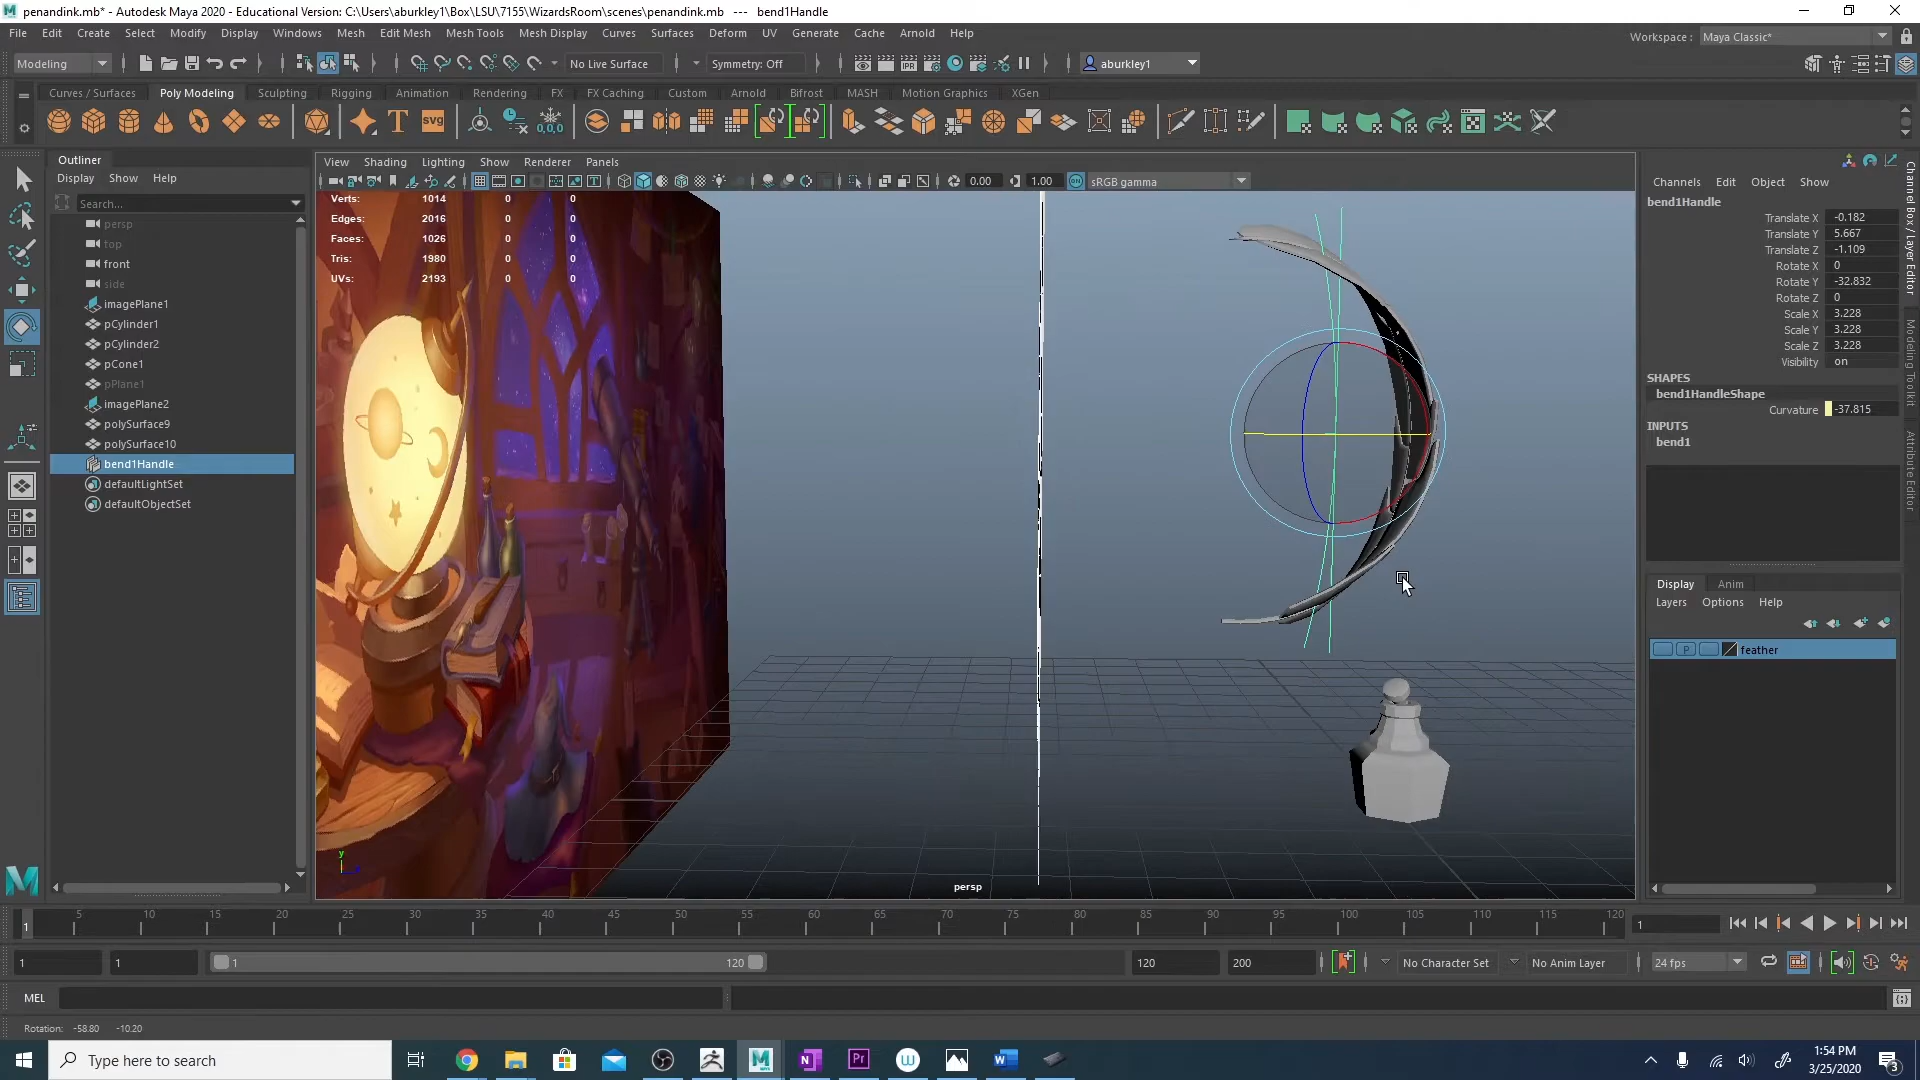 penandink.mb* - Autodesk Maya 2020 - Educational Version: C:\Users\aburkley1\Box\LSU\7155\WizardsRoom\scenes\penandink.mb --- bend1Handle
File Edit Create Select Modify Display Windows Mesh Edit Mesh Mesh Tools Mesh Display Curves Surfaces Deform UV Generate Cache Arnold Help
Workspace : Maya Classic*
Modeling No Live Surface Symmetry: Off aburkley1
Curves / Surfaces Poly Modeling Sculpting Rigging Animation Rendering FX FX Caching Custom Arnold Bifrost MASH Motion Graphics XGen
SVG
0,0,0
Outliner
Display Show Help
Search...
persp
top
front
side
imagePlane1
pCylinder1
pCylinder2
pCone1
pPlane1
imagePlane2
polySurface9
polySurface10
bend1Handle
defaultLightSet
defaultObjectSet
View Shading Lighting Show Renderer Panels
0.00 1.00 ON sRGB gamma
Verts: 1014 0 0
Edges: 2016 0 0
Faces: 1026 0 0
Tris: 1980 0 0
UVs: 2193 0 0
y
persp
Channels Edit Object Show
bend1Handle
Translate X -0.182
Translate Y 5.667
Translate Z -1.109
Rotate X 0
Rotate Y -32.832
Rotate Z 0
Scale X 3.228
Scale Y 3.228
Scale Z 3.228
Visibility on
SHAPES
bend1HandleShape
Curvature -37.815
INPUTS
bend1
Display Anim
Layers Options Help
P feather
Channel Box / Layer Editor
Modeling Toolkit
Attribute Editor
5 10 15 20 25 30 35 40 45 50 55 60 65 70 75 80 85 90 95 100 105 110 115 120
1 1
1 1 1 120 120 200 No Character Set No Anim Layer 24 fps
MEL
Rotation: -58.80 -10.20
Type here to search
1:54 PM
3/25/2020
3